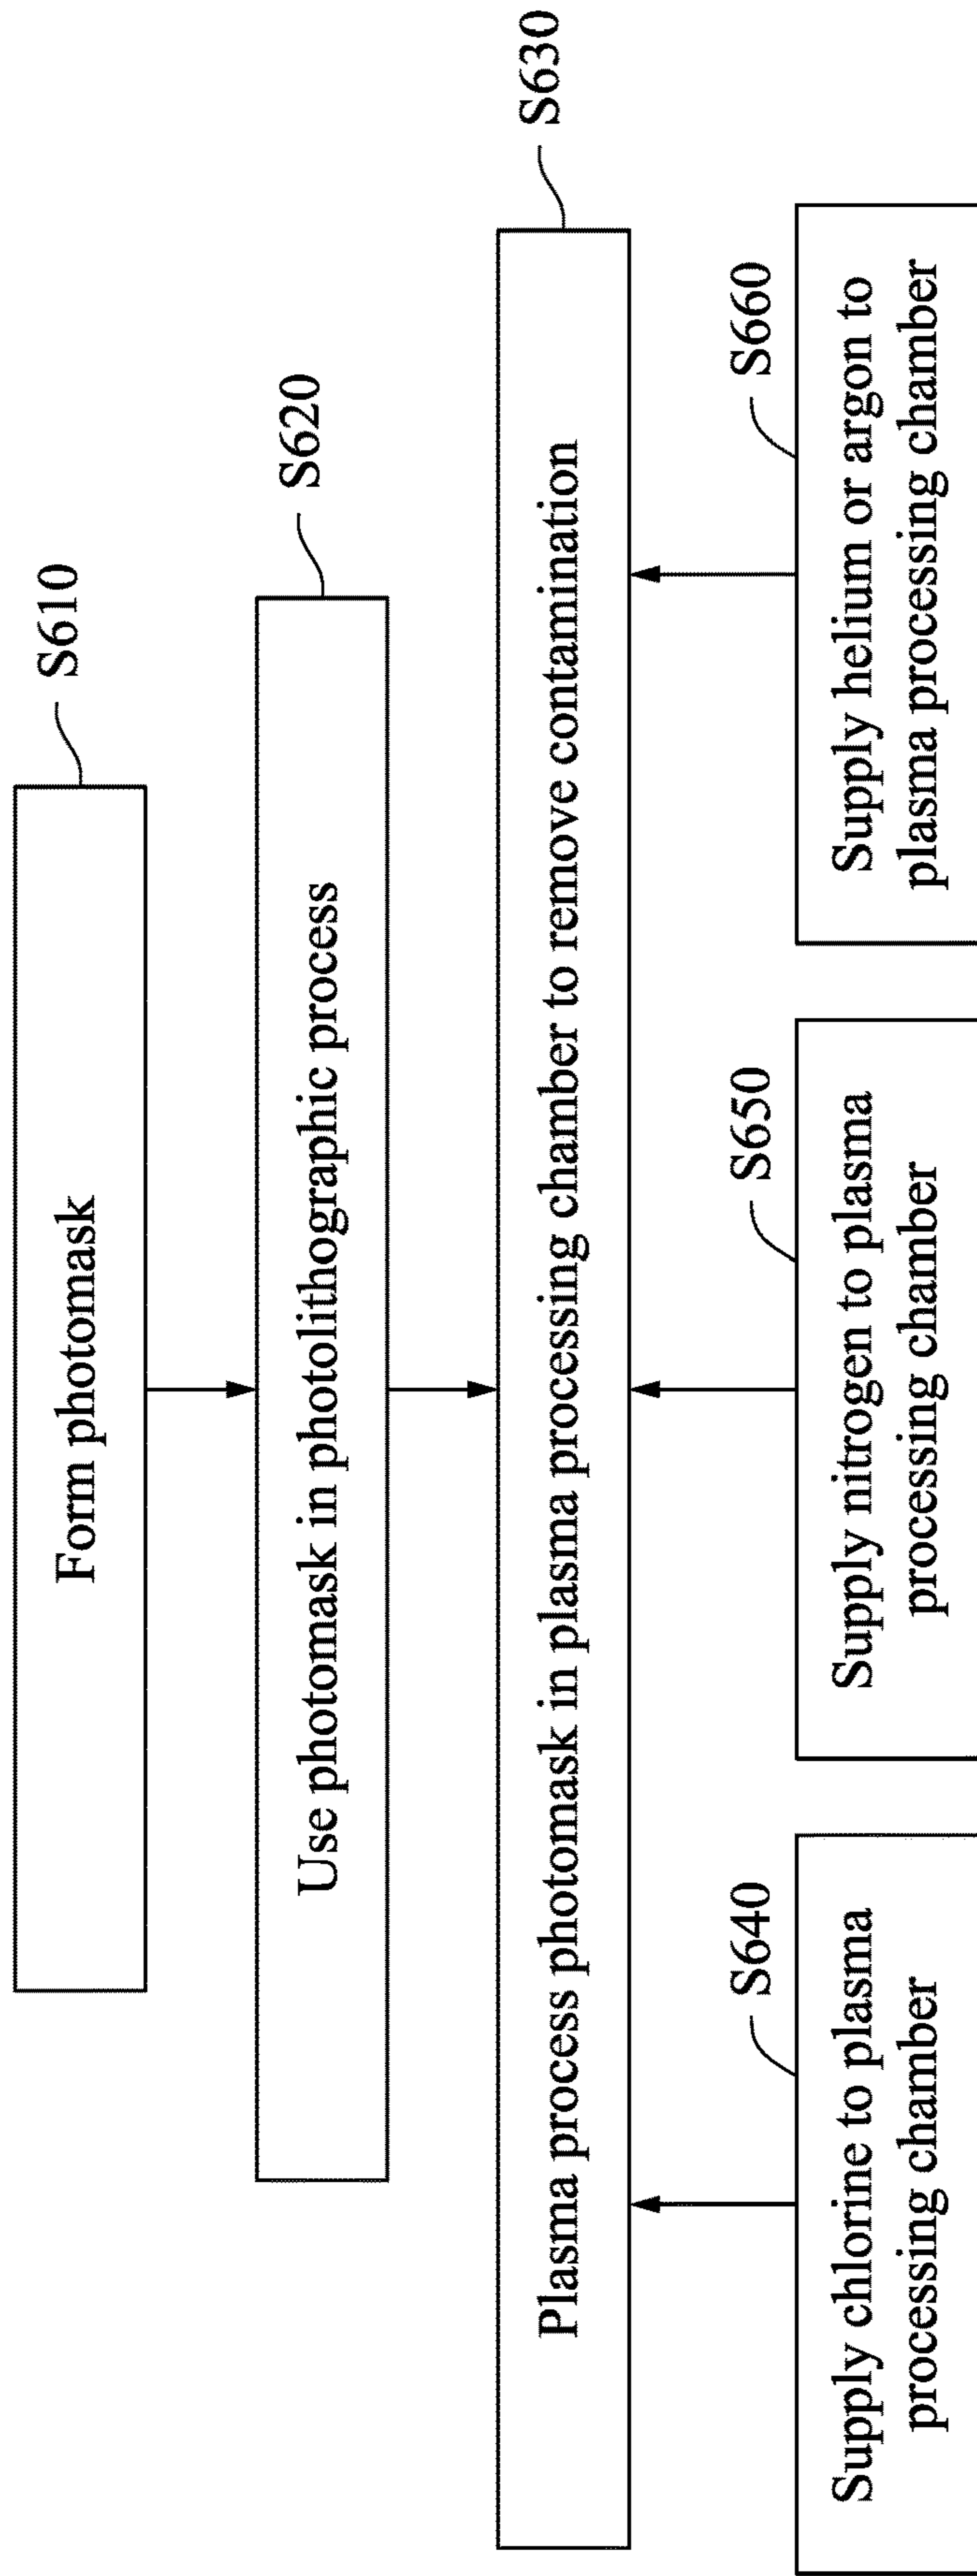 Form photomask
S610
Use photomask in photolithographic process
S620
Plasma process photomask in plasma processing chamber to remove contamination
S630
S640
Supply chlorine to plasma
processing chamber
S650
Supply nitrogen to plasma
processing chamber
S660
Supply helium or argon to
plasma processing chamber